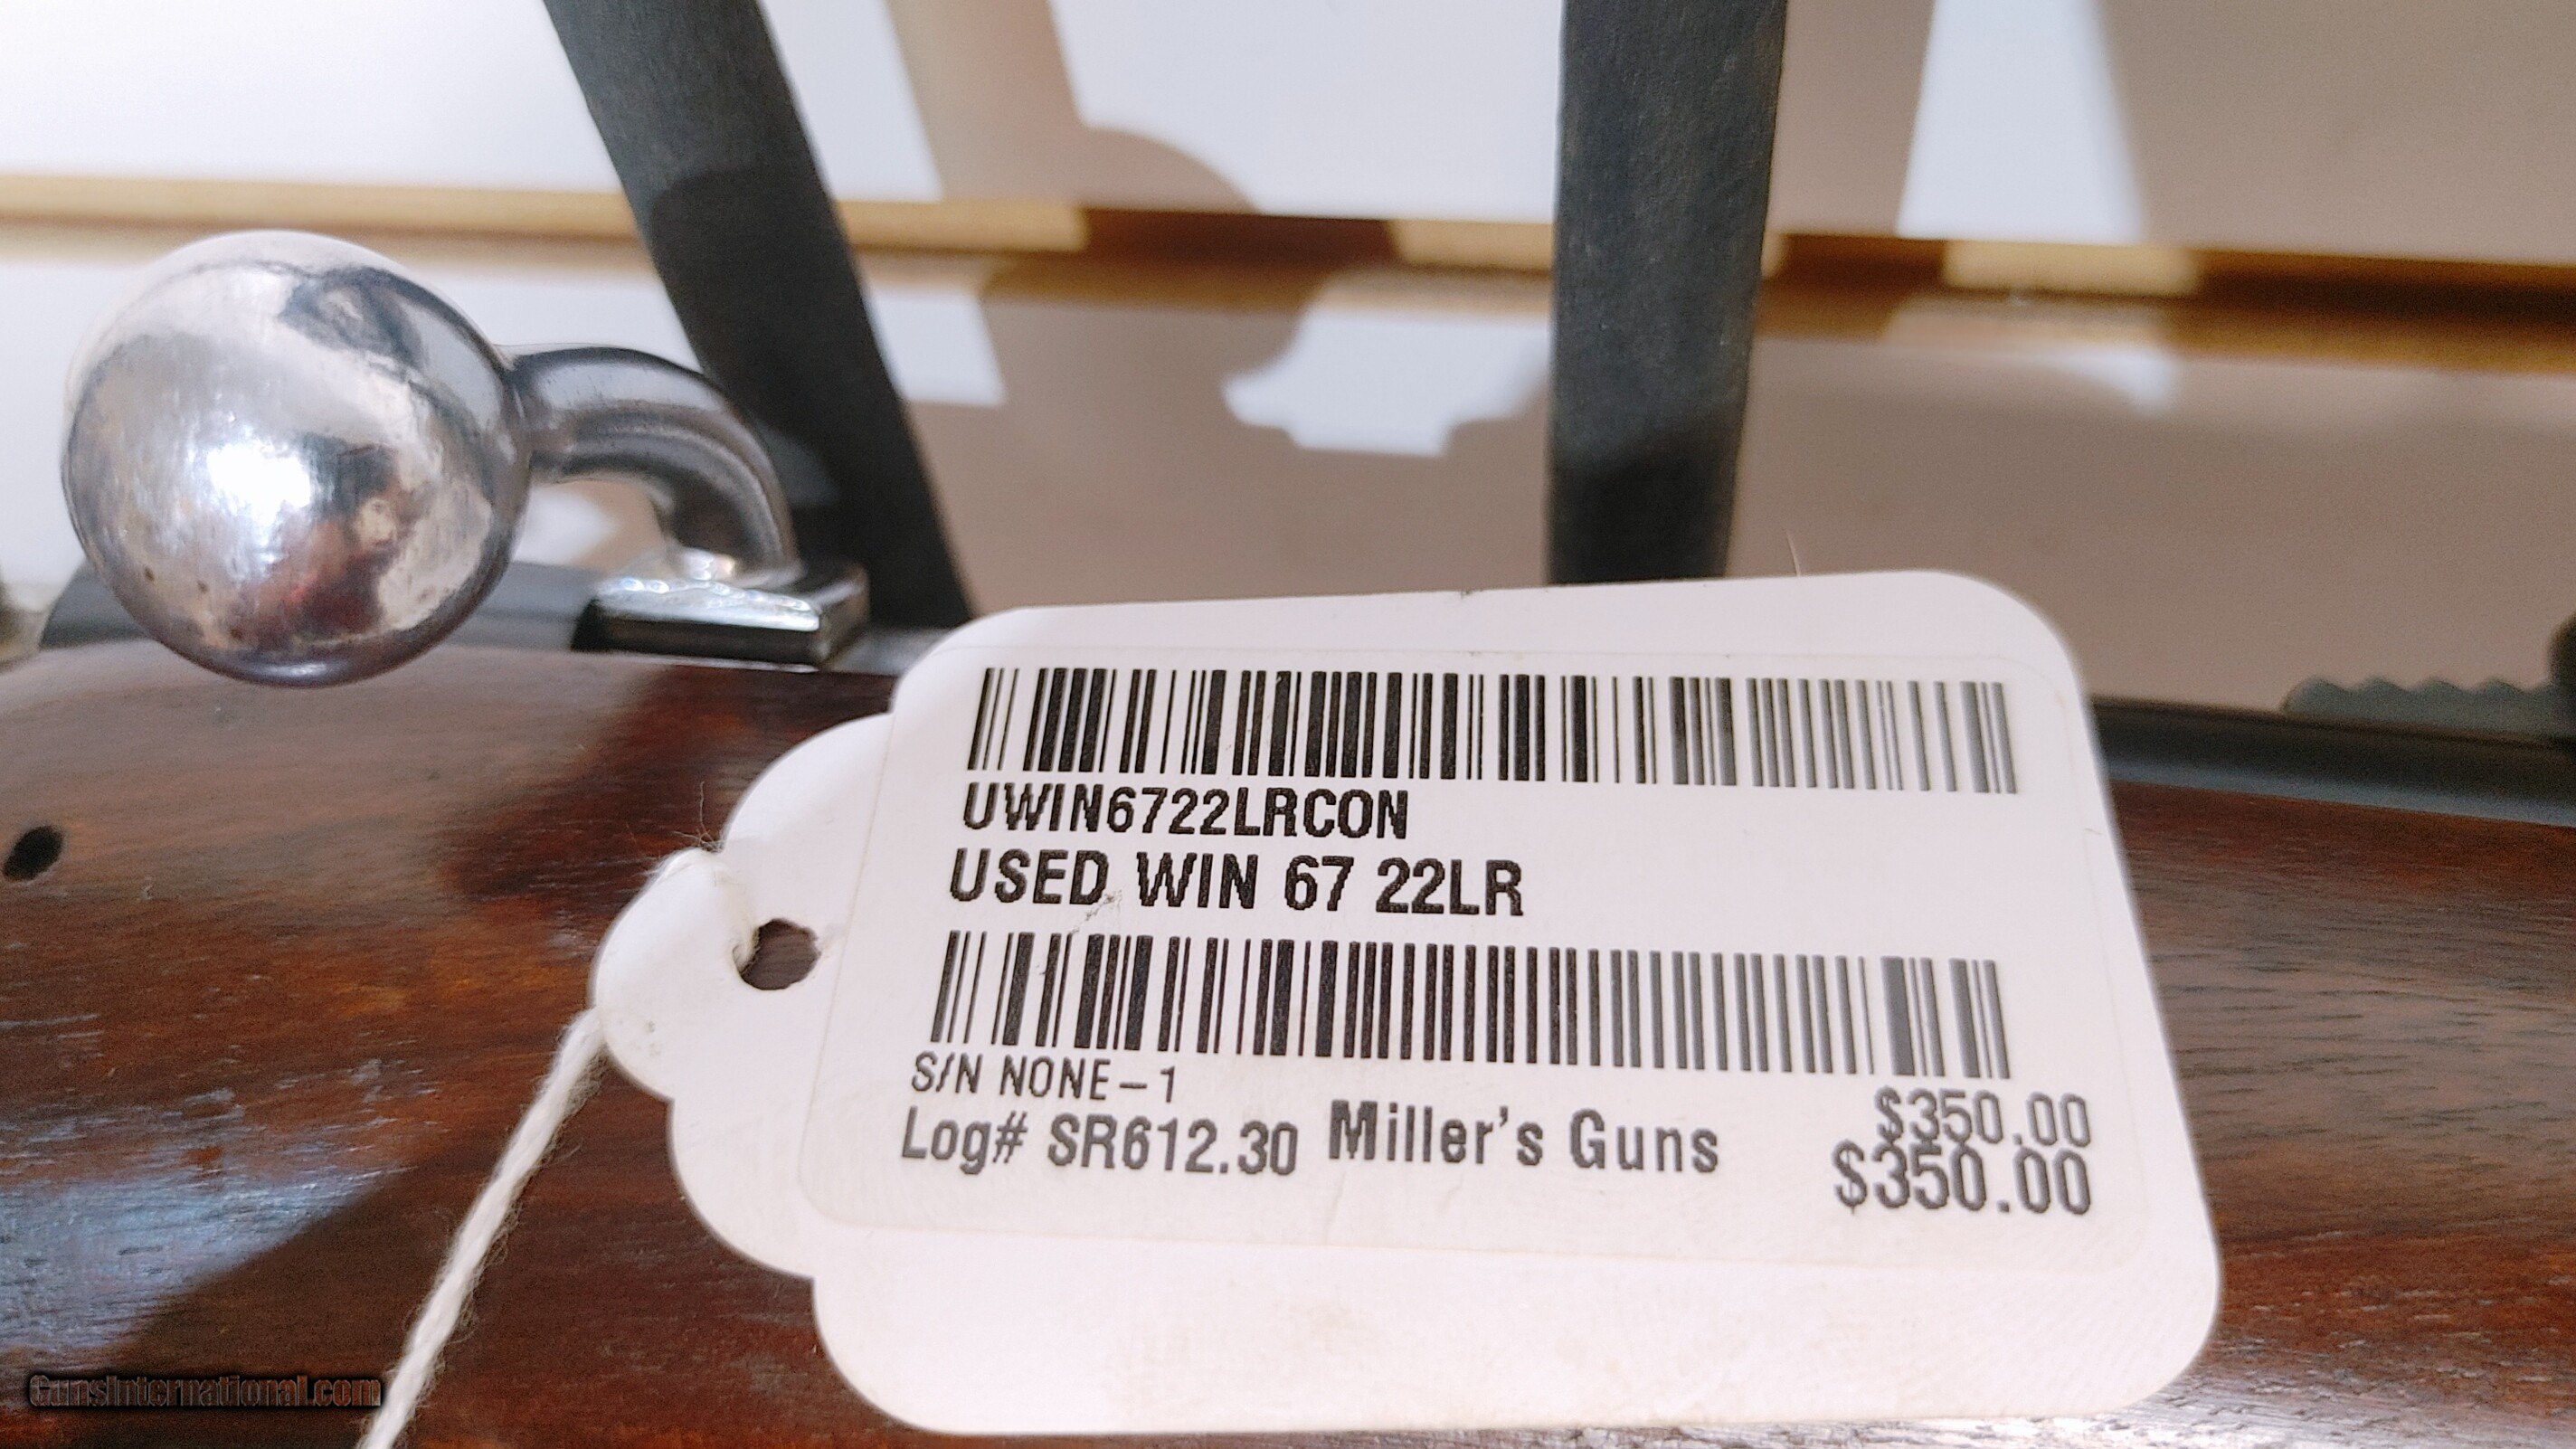 UWIN6722LRCON
USED WIN 67 22LR
S/N NONE-1
$350.00
Log# SR612.30 Miller's Guns
$350.00
GunsInternational.com